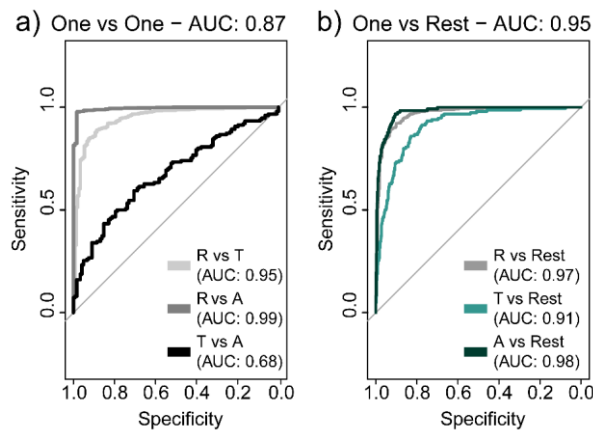 a) One vs One − AUC: 0.87
Sensitivity
1.0
0.5
0.0
R vs T
(AUC: 0.95)
R vs A
(AUC: 0.99)
T vs A
(AUC: 0.68)
1.0 0.8 0.6 0.4 0.2 0.0
Specificity
b) One vs Rest − AUC: 0.95
Sensitivity
1.0
0.5
0.0
R vs Rest
(AUC: 0.97)
T vs Rest
(AUC: 0.91)
A vs Rest
(AUC: 0.98)
1.0 0.8 0.6 0.4 0.2 0.0
Specificity